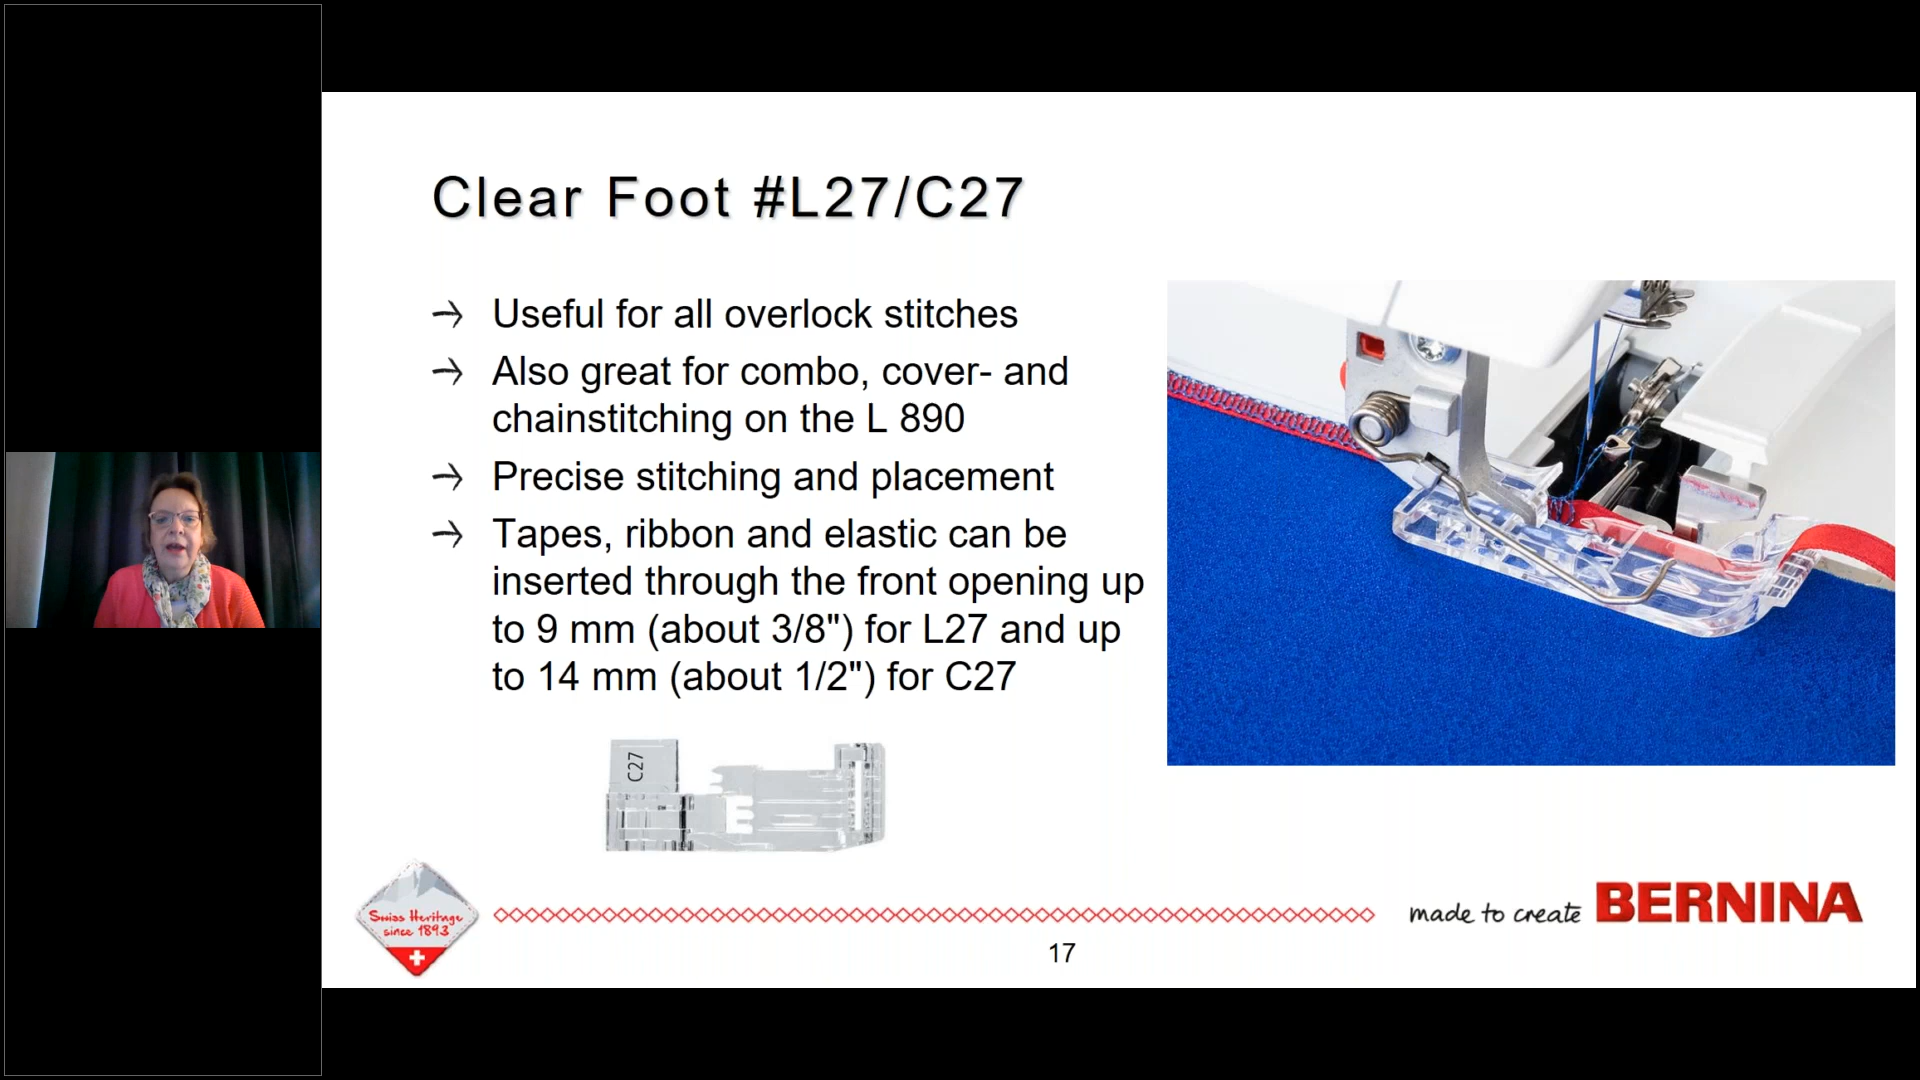 Clear Foot #L27/C27
Useful for all overlock stitches
Also great for combo, cover- and
chainstitching on the L 890
Precise stitching and placement
Tapes, ribbon and elastic can be
inserted through the front opening up
to 9 mm (about 3/8") for L27 and up
to 14 mm (about 1/2") for C27
C27
Swiss Heritage
since 1893
made to create BERNINA
17